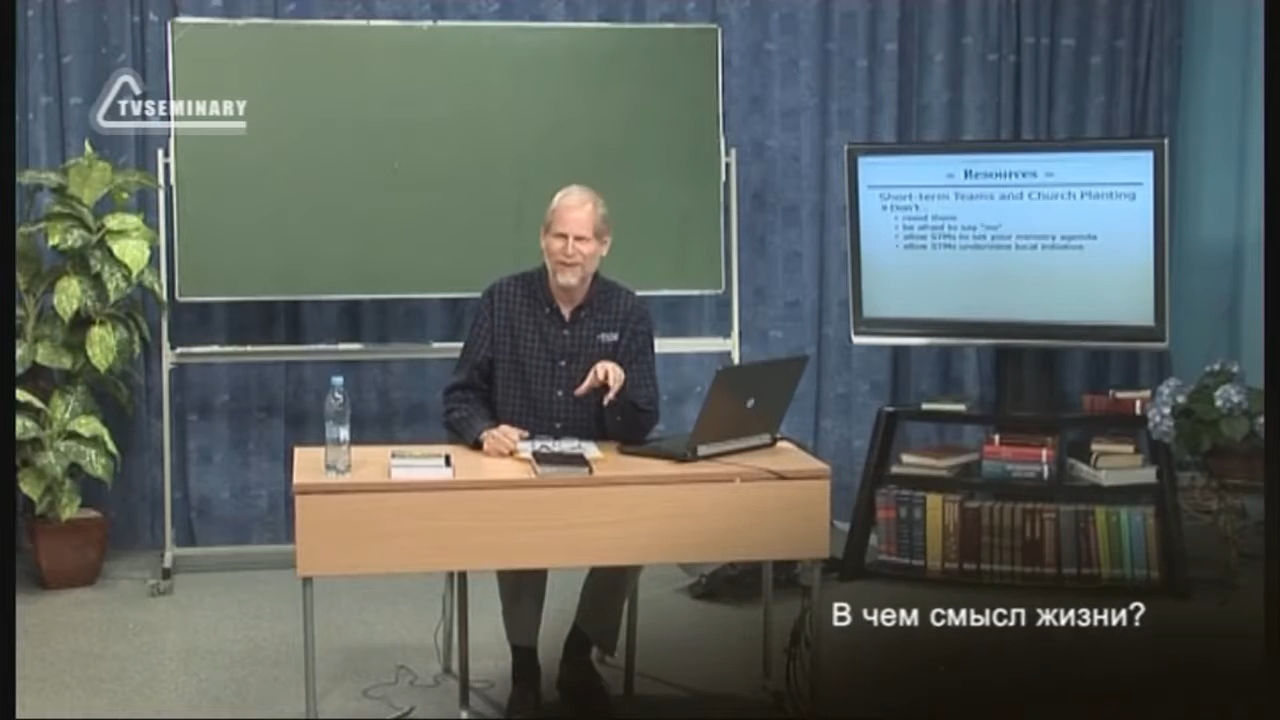 TVSEMINARY
Resources
Short-term Teams and Church Planting
Don't...
• need them
• be afraid to say "no"
• allow STMs to set your ministry agenda
• allow STMs undermine local initiative
В чем смысл жизни?